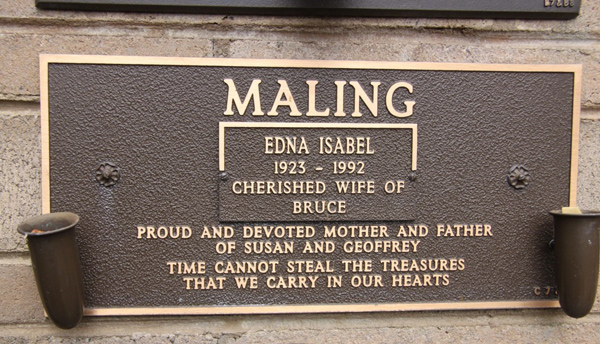 MALING
EDNA ISABEL
1923 - 1992
CHERISHED WIFE OF
BRUCE
PROUD AND DEVOTED MOTHER AND FATHER
OF SUSAN AND GEOFFREY
TIME CANNOT STEAL THE TREASURES
THAT WE CARRY IN OUR HEARTS